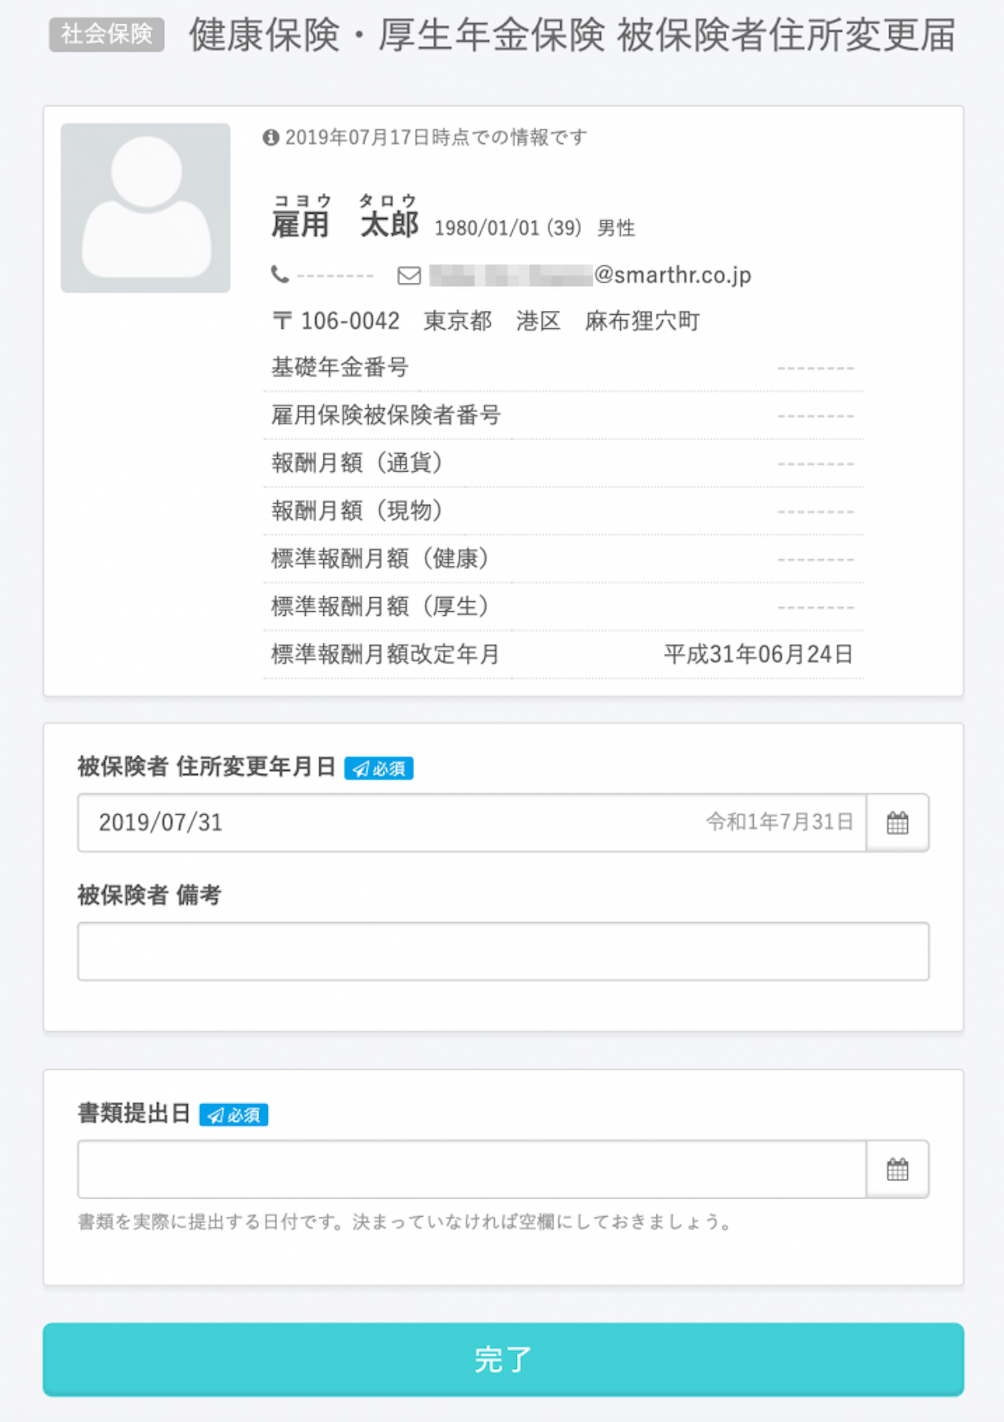 社会保険 健康保険・厚生年金保険 被保険者住所変更届
2019年07月17日時点での情報です
コヨウ タロウ
雇用 太郎 1980/01/01 (39) 男性
-------- @smarthr.co.jp
〒 106-0042 東京都 港区 麻布狸穴町
基礎年金番号 --------
雇用保険被保険者番号 --------
報酬月額（通貨） --------
報酬月額（現物） --------
標準報酬月額（健康） --------
標準報酬月額（厚生） --------
標準報酬月額改定年月 平成31年06月24日
被保険者 住所変更年月日 必須
2019/07/31 令和1年7月31日
被保険者 備考
書類提出日 必須
書類を実際に提出する日付です。決まっていなければ空欄にしておきましょう。
完了